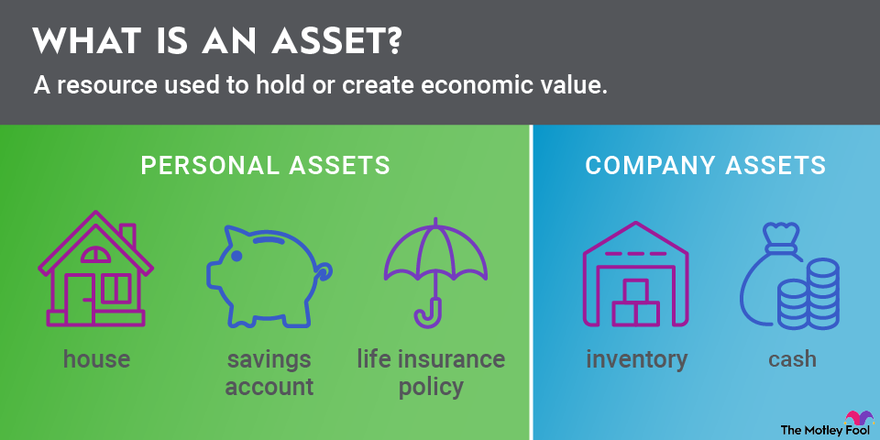 WHAT IS AN ASSET?
A resource used to hold or create economic value.
PERSONAL ASSETS
house
savings
account
life insurance
policy
COMPANY ASSETS
inventory
cash
The Motley Fool